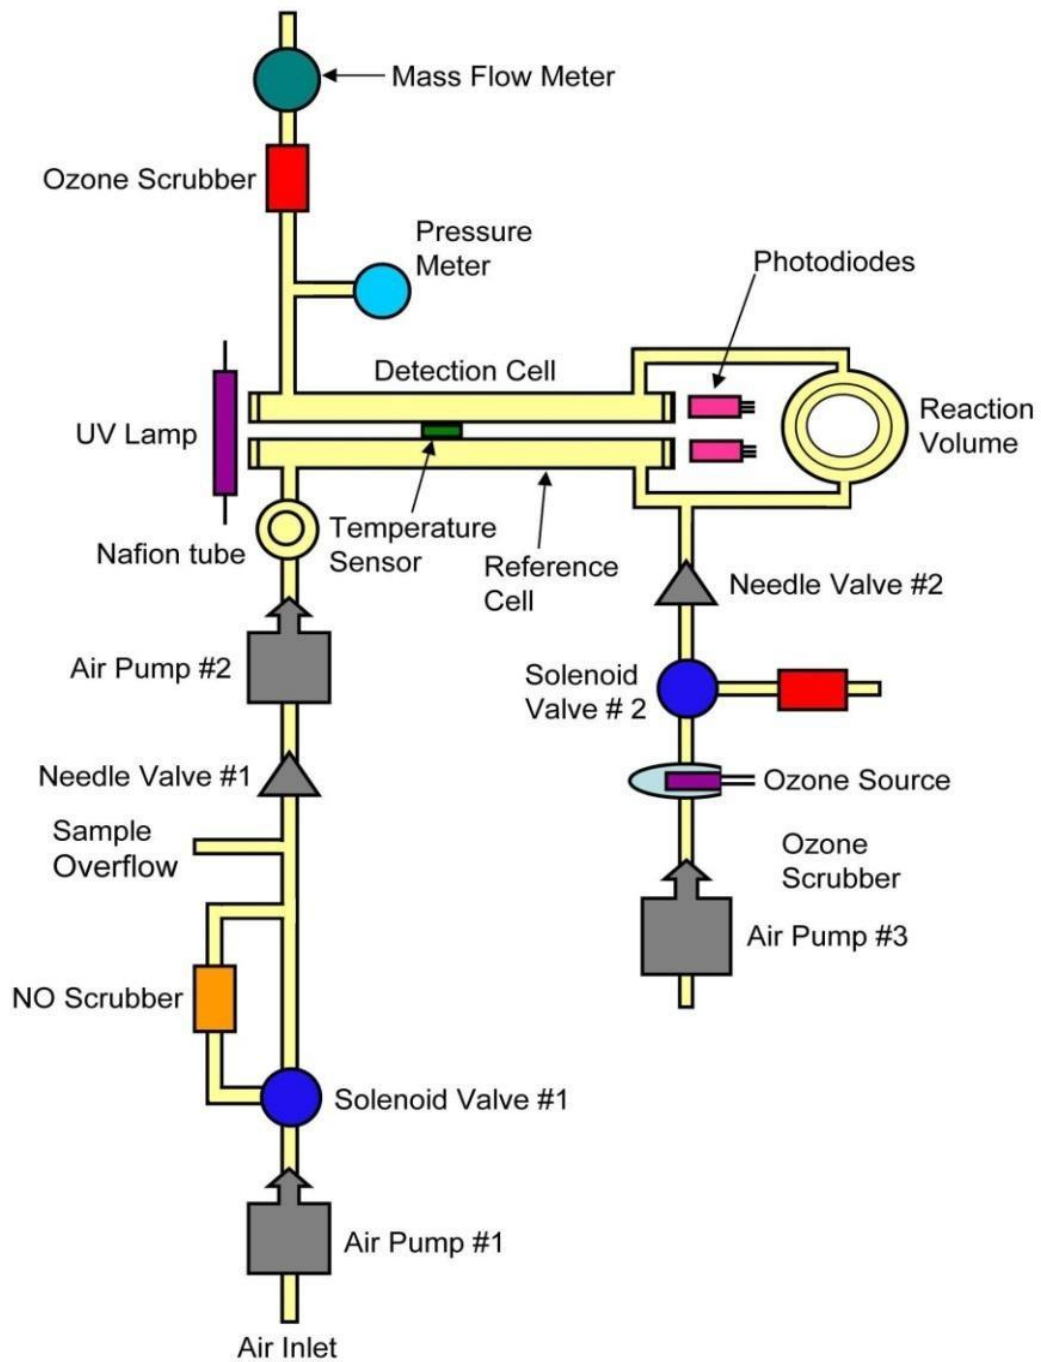 Mass Flow Meter
Ozone Scrubber
Pressure
Meter
Photodiodes
Detection Cell
UV Lamp
Reaction
Volume
Temperature
Sensor
Nafion tube
Reference
Cell
Needle Valve #2
Air Pump #2
Solenoid
Valve # 2
Needle Valve #1
Ozone Source
Sample
Overflow
Ozone
Scrubber
Air Pump #3
NO Scrubber
Solenoid Valve #1
Air Pump #1
Air Inlet